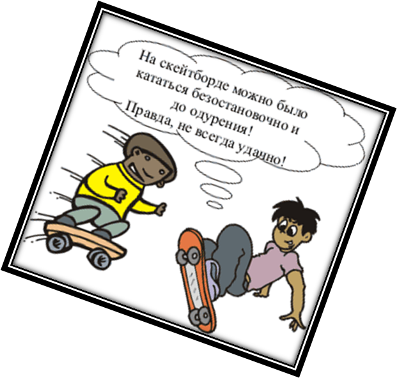 На скейтборде можно было
кататься безостановочно и
до одурения!
Правда, не всегда удачно!